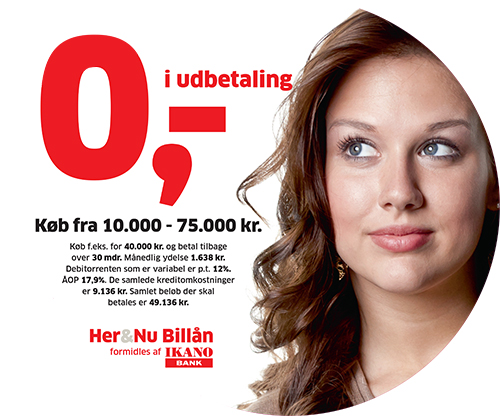 0,-
i udbetaling
Køb fra 10.000 - 75.000 kr.
Køb f.eks. for 40.000 kr. og betal tilbage
over 30 mdr. Månedlig ydelse 1.638 kr.
Debitorrenten som er variabel er p.t. 12%.
ÅOP 17,9%. De samlede kreditomkostninger
er 9.136 kr. Samlet beløb der skal
betales er 49.136 kr.
Her&Nu Billån
formidles af IKANO
BANK